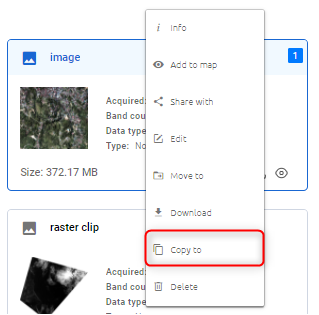 Info
image
1
Add to map
Acquired:
Share with
Band cou
Data type
Edit
Type: No
Size: 372.17 MB
Move to
Download
raster clip
Copy to
Acquired:
Band cou
Delete
Data type